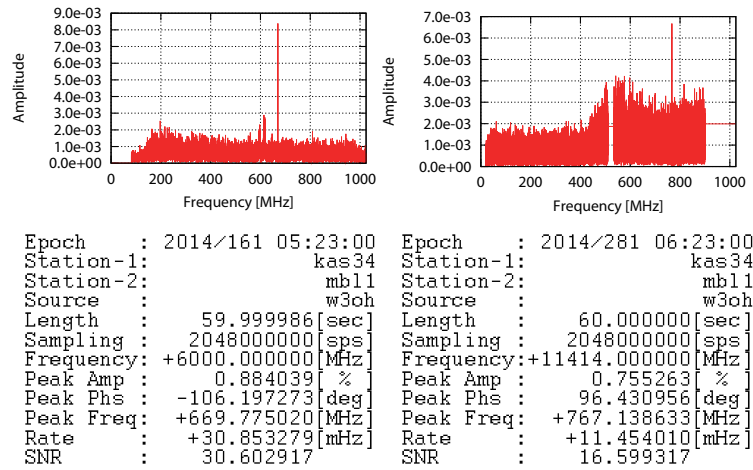 9.0e-03
8.0e-03
7.0e-03
6.0e-03
5.0e-03
4.0e-03
3.0e-03
2.0e-03
1.0e-03
0.0e+00
Amplitude
0 200 400 600 800 1000
Frequency [MHz]
7.0e-03
6.0e-03
5.0e-03
4.0e-03
3.0e-03
2.0e-03
1.0e-03
0.0e+00
Amplitude
0 200 400 600 800 1000
Frequency [MHz]
Epoch : 2014/161 05:23:00
Station-1: kas34
Station-2: mbl1
Source : w3oh
Length : 59.999986[sec]
Sampling : 2048000000[sps]
Frequency: +6000.000000[MHz]
Peak Amp : 0.884039[ % ]
Peak Phs : -106.197273[deg]
Peak Freq: +669.775020[MHz]
Rate : +30.853279[mHz]
SNR : 30.602917
Epoch : 2014/281 06:23:00
Station-1: kas34
Station-2: mbl1
Source : w3oh
Length : 60.000000[sec]
Sampling : 2048000000[sps]
Frequency:+11414.000000[MHz]
Peak Amp : 0.755263[ % ]
Peak Phs : 96.430956[deg]
Peak Freq: +767.138633[MHz]
Rate : +11.454010[mHz]
SNR : 16.599317